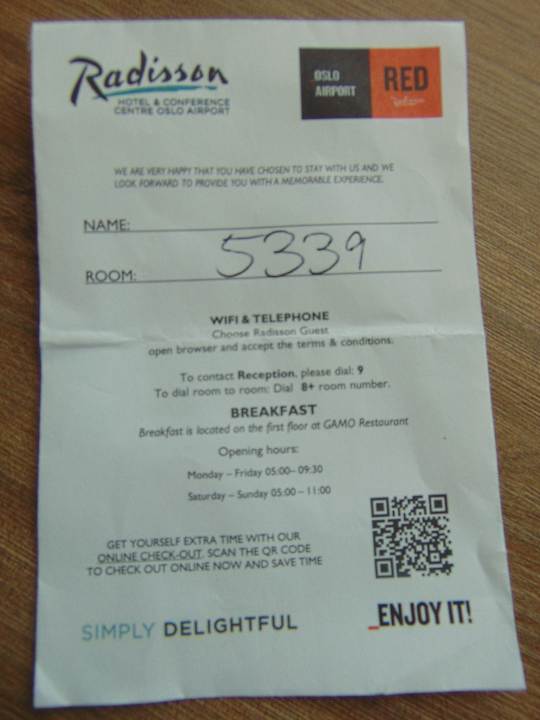 Radisson
HOTEL & CONFERENCE
CENTRE OSLO AIRPORT
OSLO
AIRPORT
RED
WE ARE VERY HAPPY THAT YOU HAVE CHOSEN TO STAY WITH US AND WE
LOOK FORWARD TO PROVIDE YOU WITH A MEMORABLE EXPERIENCE.
NAME:
ROOM: 5339
WIFI & TELEPHONE
Choose Radisson Guest
open browser and accept the terms & conditions.
To contact Reception, please dial: 9
To dial room to room: Dial 8+ room number.
BREAKFAST
Breakfast is located on the first floor at GAMO Restaurant
Opening hours:
Monday – Friday 05:00– 09:30
Saturday – Sunday 05:00 – 11:00
GET YOURSELF EXTRA TIME WITH OUR
ONLINE CHECK-OUT. SCAN THE QR CODE
TO CHECK OUT ONLINE NOW AND SAVE TIME
SIMPLY DELIGHTFUL
_ENJOY IT!